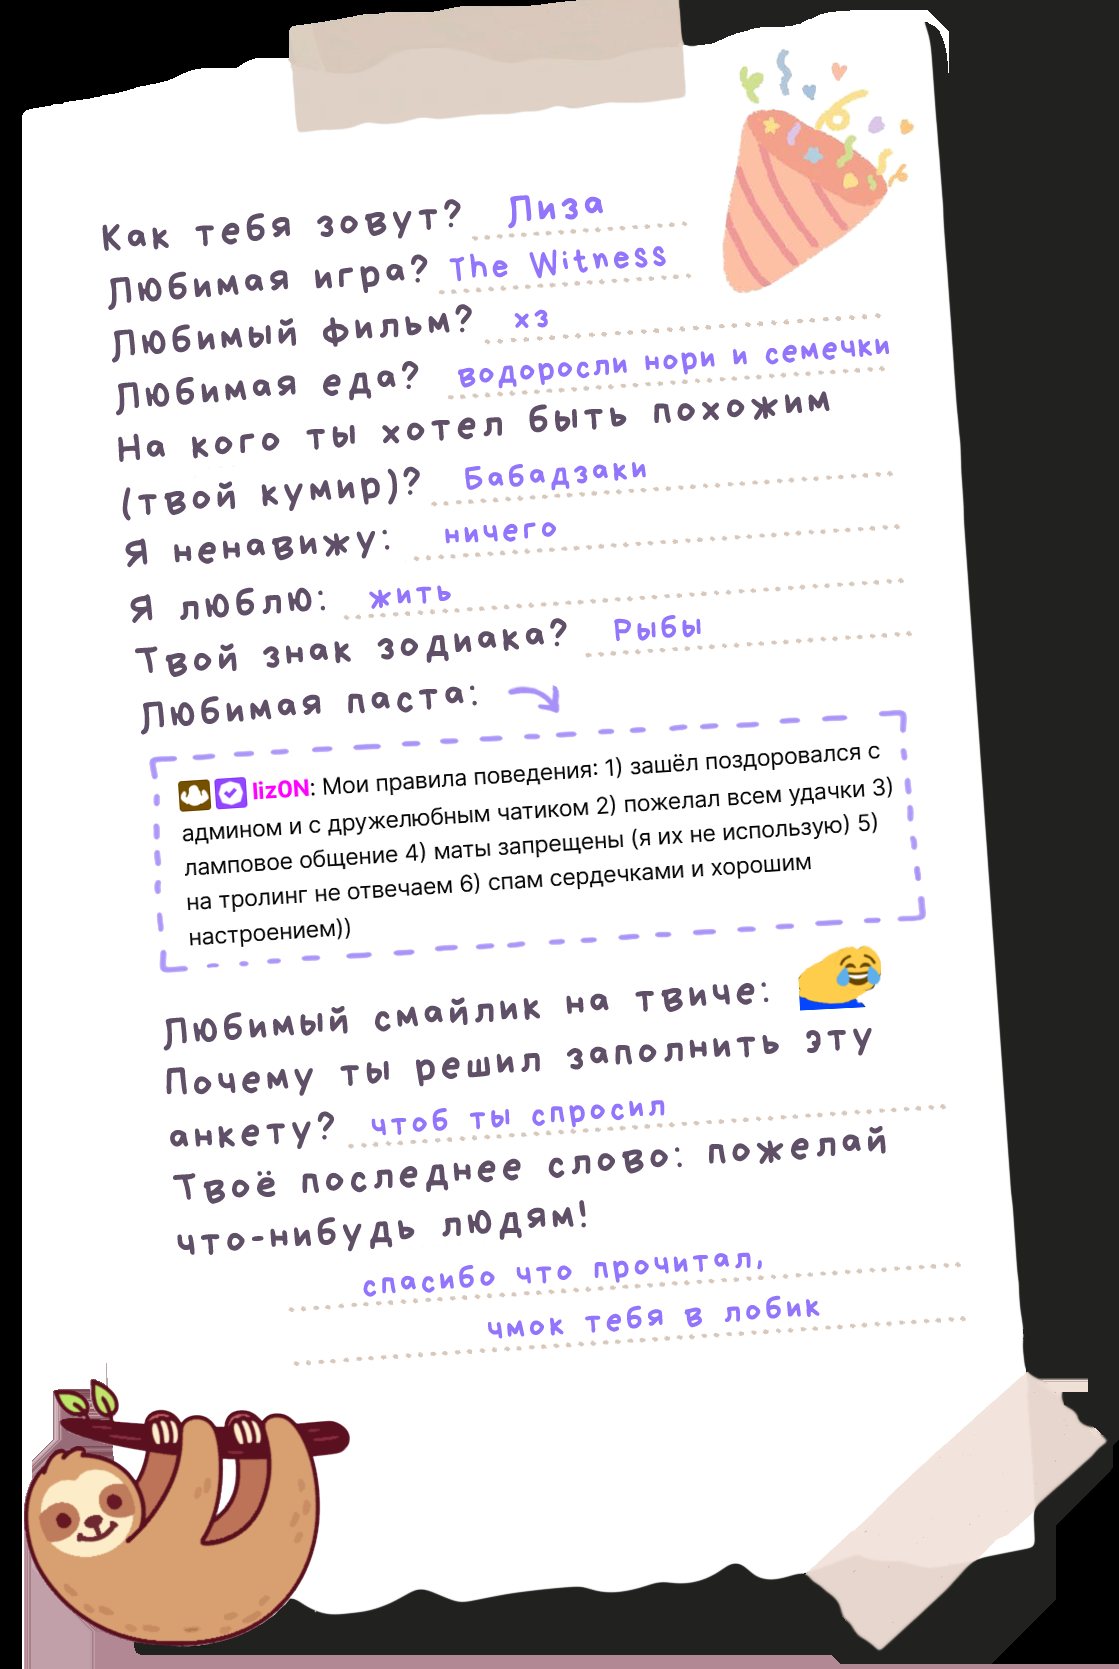 Как тебя зовут? Лиза
Любимая игра? The Witness
Любимый фильм? хз
Любимая еда? водоросли нори и семечки
На кого ты хотел быть похожим
(твой кумир)? Бабадзаки
Я ненавижу: ничего
Я люблю: жить
Твой знак зодиака? Рыбы
Любимая паста:
liz0N: Мои правила поведения: 1) зашёл поздоровался с
админом и с дружелюбным чатиком 2) пожелал всем удачки 3)
ламповое общение 4) маты запрещены (я их не использую) 5)
на тролинг не отвечаем 6) спам сердечками и хорошим
настроением))
Любимый смайлик на твиче:
Почему ты решил заполнить эту
анкету? чтоб ты спросил
Твоё последнее слово: пожелай
что-нибудь людям!
спасибо что прочитал,
чмок тебя в лобик